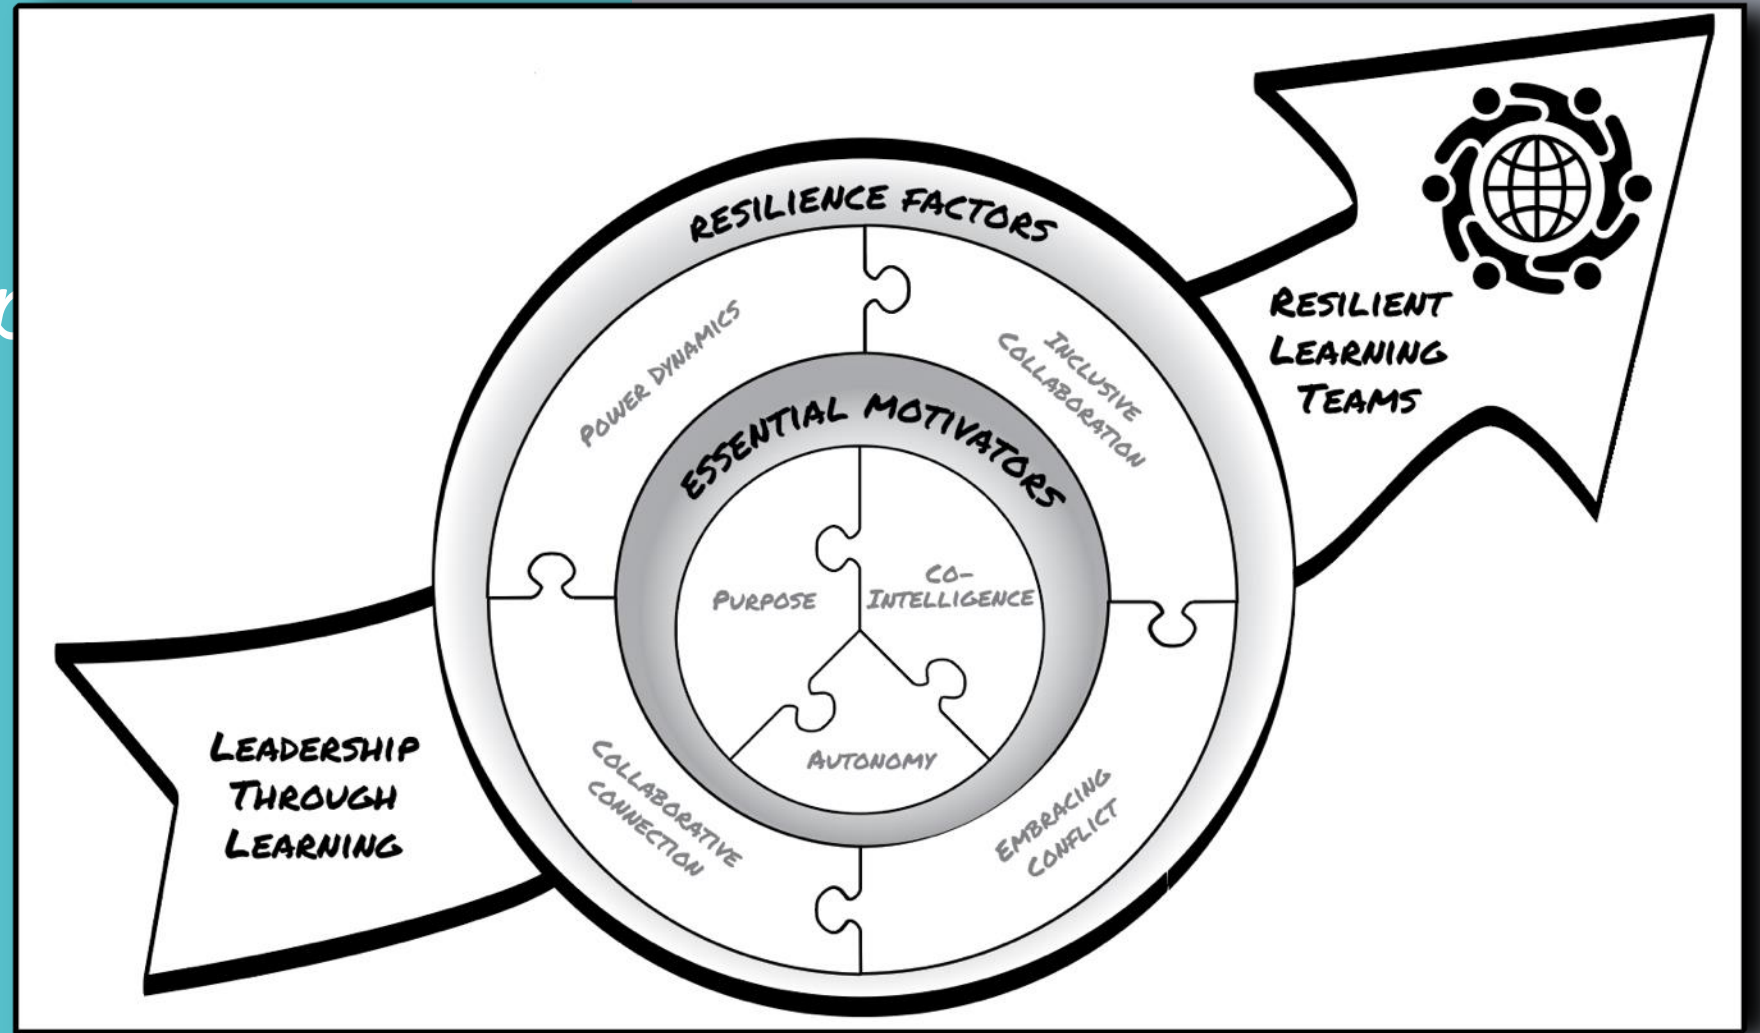 RESILIENCE FACTORS
POWER DYNAMICS
INCLUSIVE
COLLABORATION
ESSENTIAL MOTIVATORS
PURPOSE
CO-
INTELLIGENCE
AUTONOMY
COLLABORATIVE
CONNECTION
EMBRACING
CONFLICT
RESILIENT
LEARNING
TEAMS
LEADERSHIP
THROUGH
LEARNING